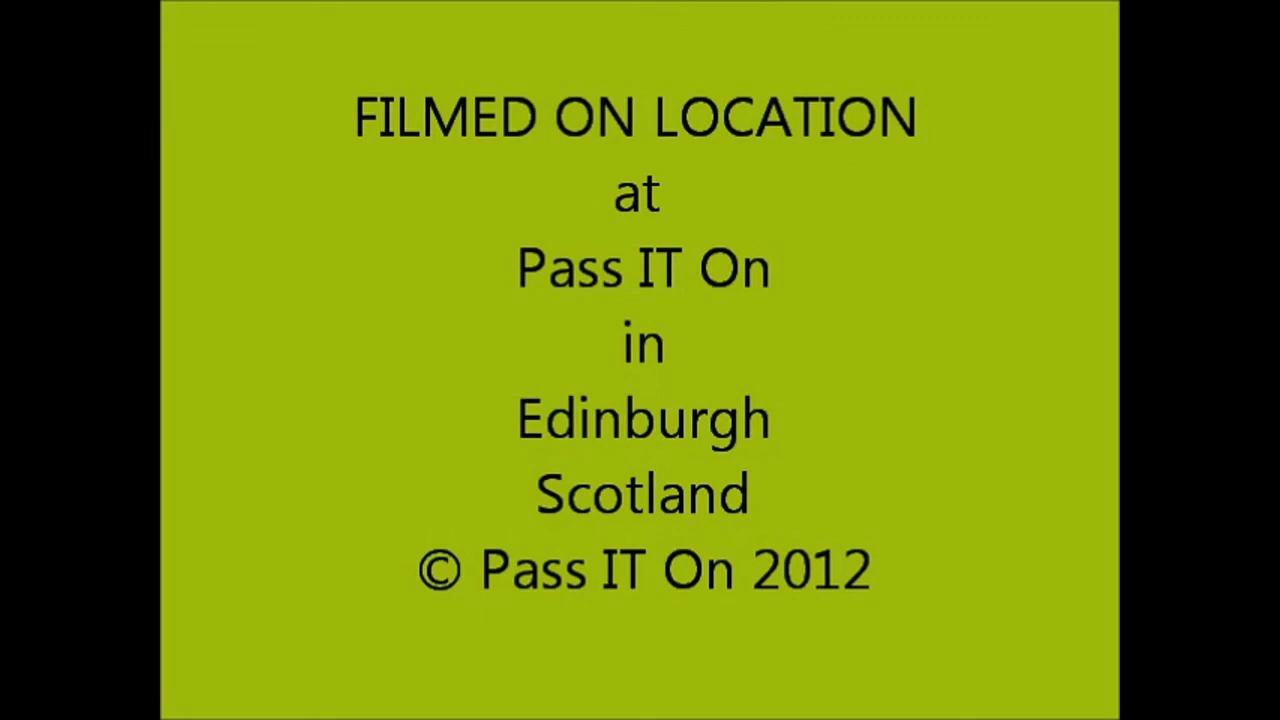 FILMED ON LOCATION
at
Pass IT On
in
Edinburgh
Scotland
© Pass IT On 2012